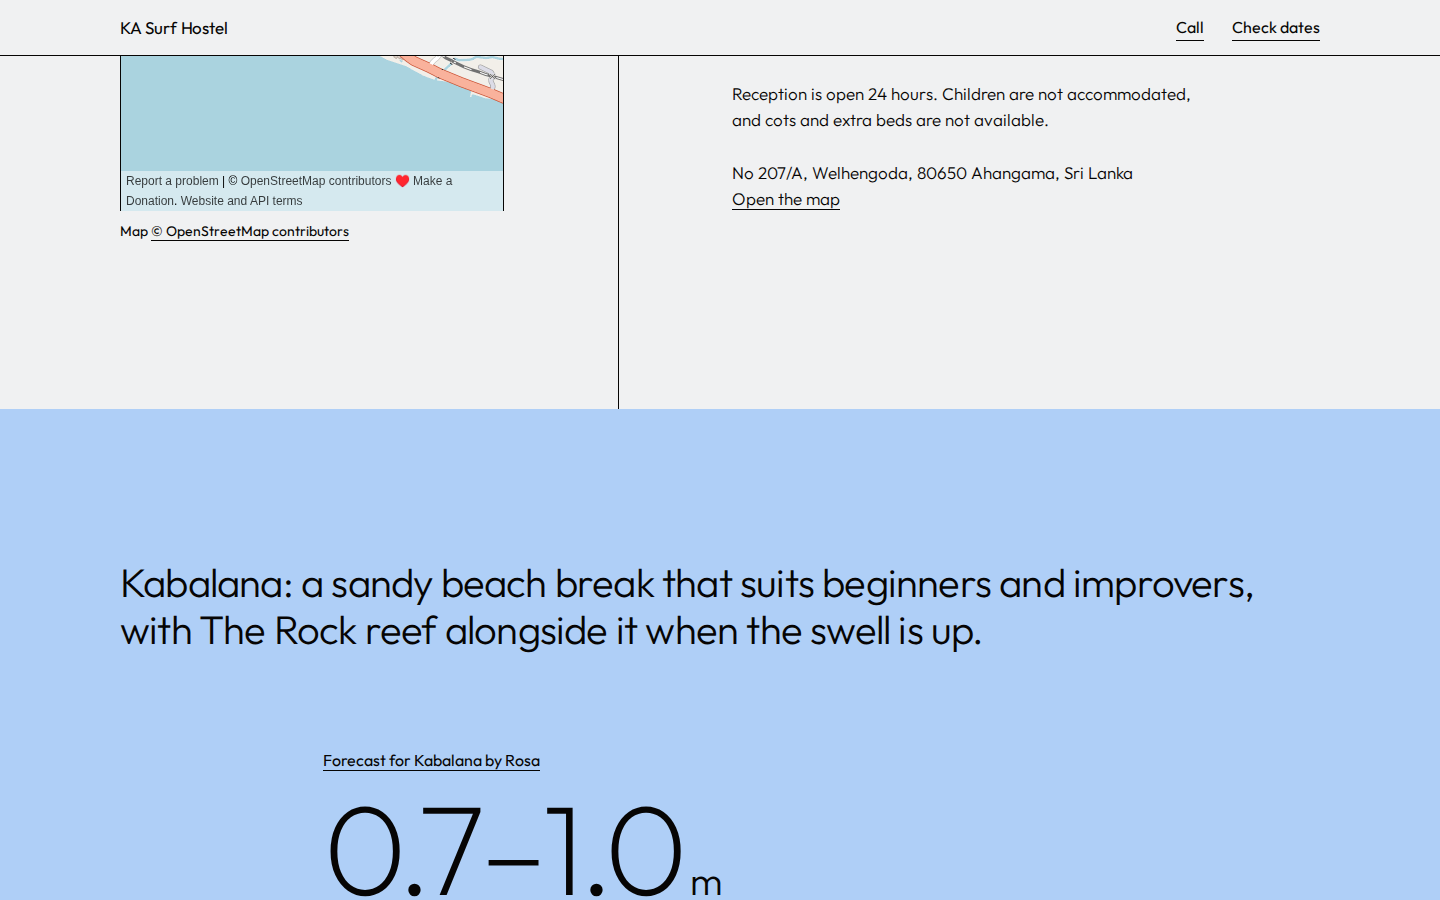 KA Surf Hostel
Call
Check dates
Report a problem | © OpenStreetMap contributors ❤️ Make a
Donation. Website and API terms
Map © OpenStreetMap contributors
Reception is open 24 hours. Children are not accommodated,
and cots and extra beds are not available.
No 207/A, Welhengoda, 80650 Ahangama, Sri Lanka
Open the map
Kabalana: a sandy beach break that suits beginners and improvers,
with The Rock reef alongside it when the swell is up.
Forecast for Kabalana by Rosa
0.7–1.0 m